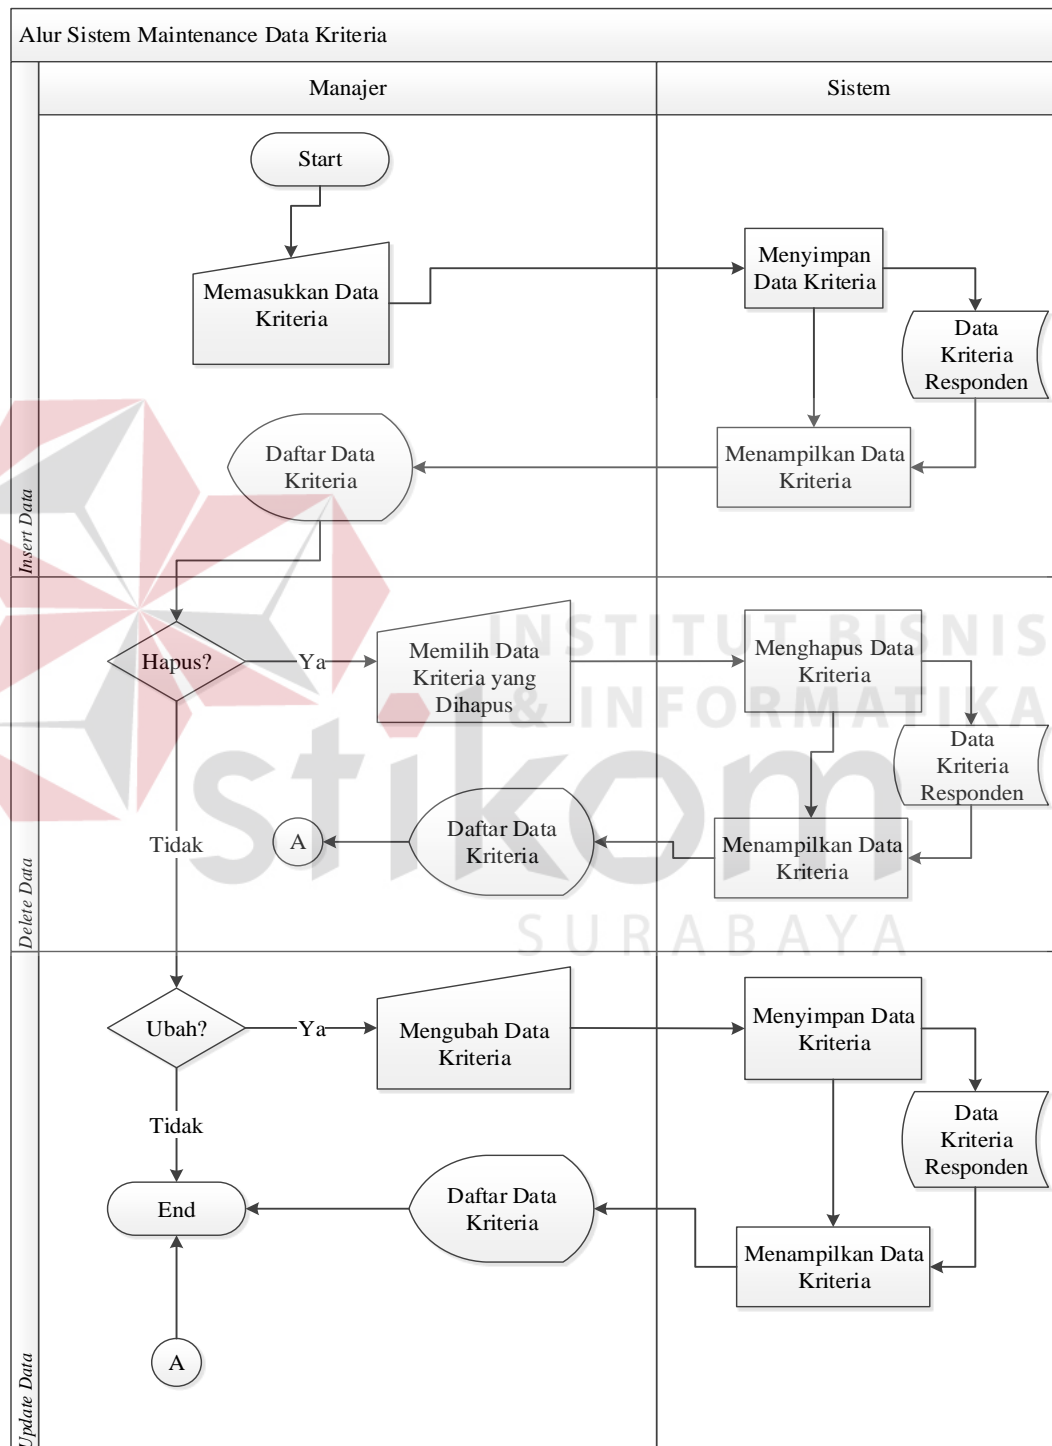 Alur Sistem Maintenance Data Kriteria
Manajer
Sistem
Insert Data
Start
Memasukkan Data
Kriteria
Menyimpan
Data Kriteria
Data
Kriteria
Responden
Menampilkan Data
Kriteria
Daftar Data
Kriteria
Delete Data
Hapus?
Ya
Memilih Data
Kriteria yang
Dihapus
Menghapus Data
Kriteria
Data
Kriteria
Responden
Menampilkan Data
Kriteria
Daftar Data
Kriteria
A
Tidak
INSTITUT BISNIS
& INFORMATIKA
stikom
SURABAYA
Update Data
Ubah?
Ya
Mengubah Data
Kriteria
Menyimpan Data
Kriteria
Data
Kriteria
Responden
Menampilkan Data
Kriteria
Daftar Data
Kriteria
Tidak
End
A